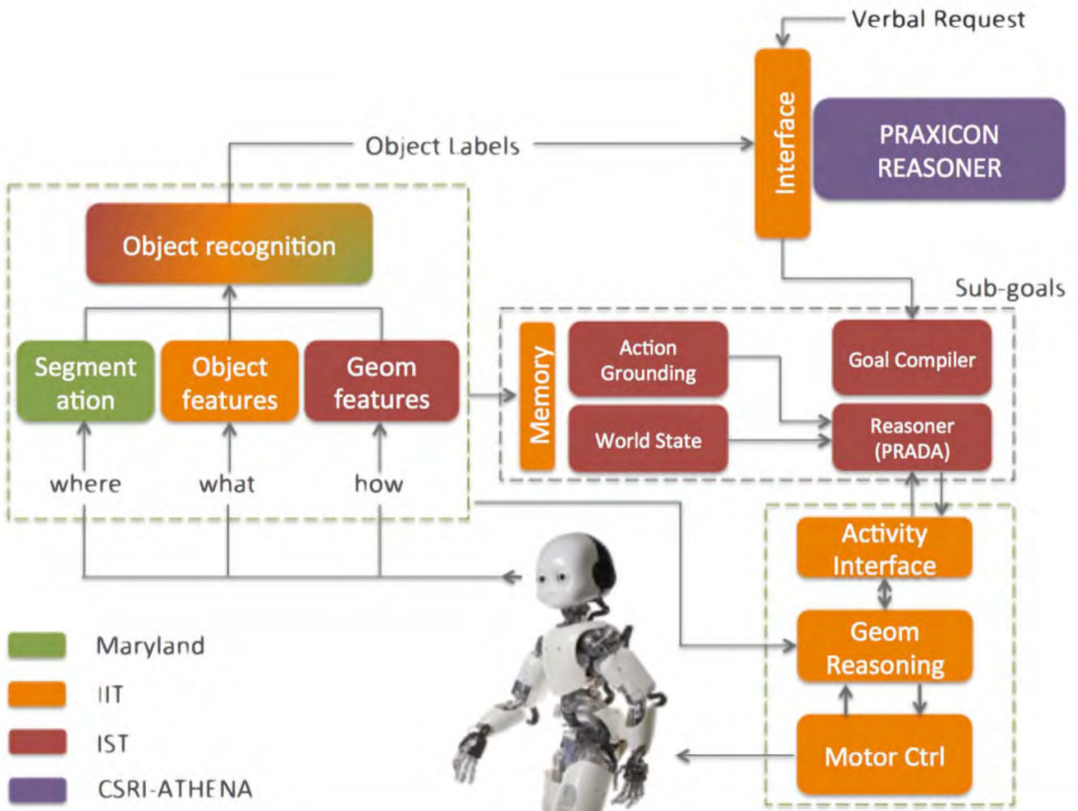 Verbal Request
Interface
PRAXICON
REASONER
Object Labels
Object recognition
Sub-goals
Segment
ation
Object
features
Geom
features
Memory
Action
Grounding
World State
Goal Compiler
Reasoner
(PRADA)
where
what
how
Activity
Interface
Geom
Reasoning
Motor Ctrl
Maryland
IIT
IST
CSRI-ATHENA